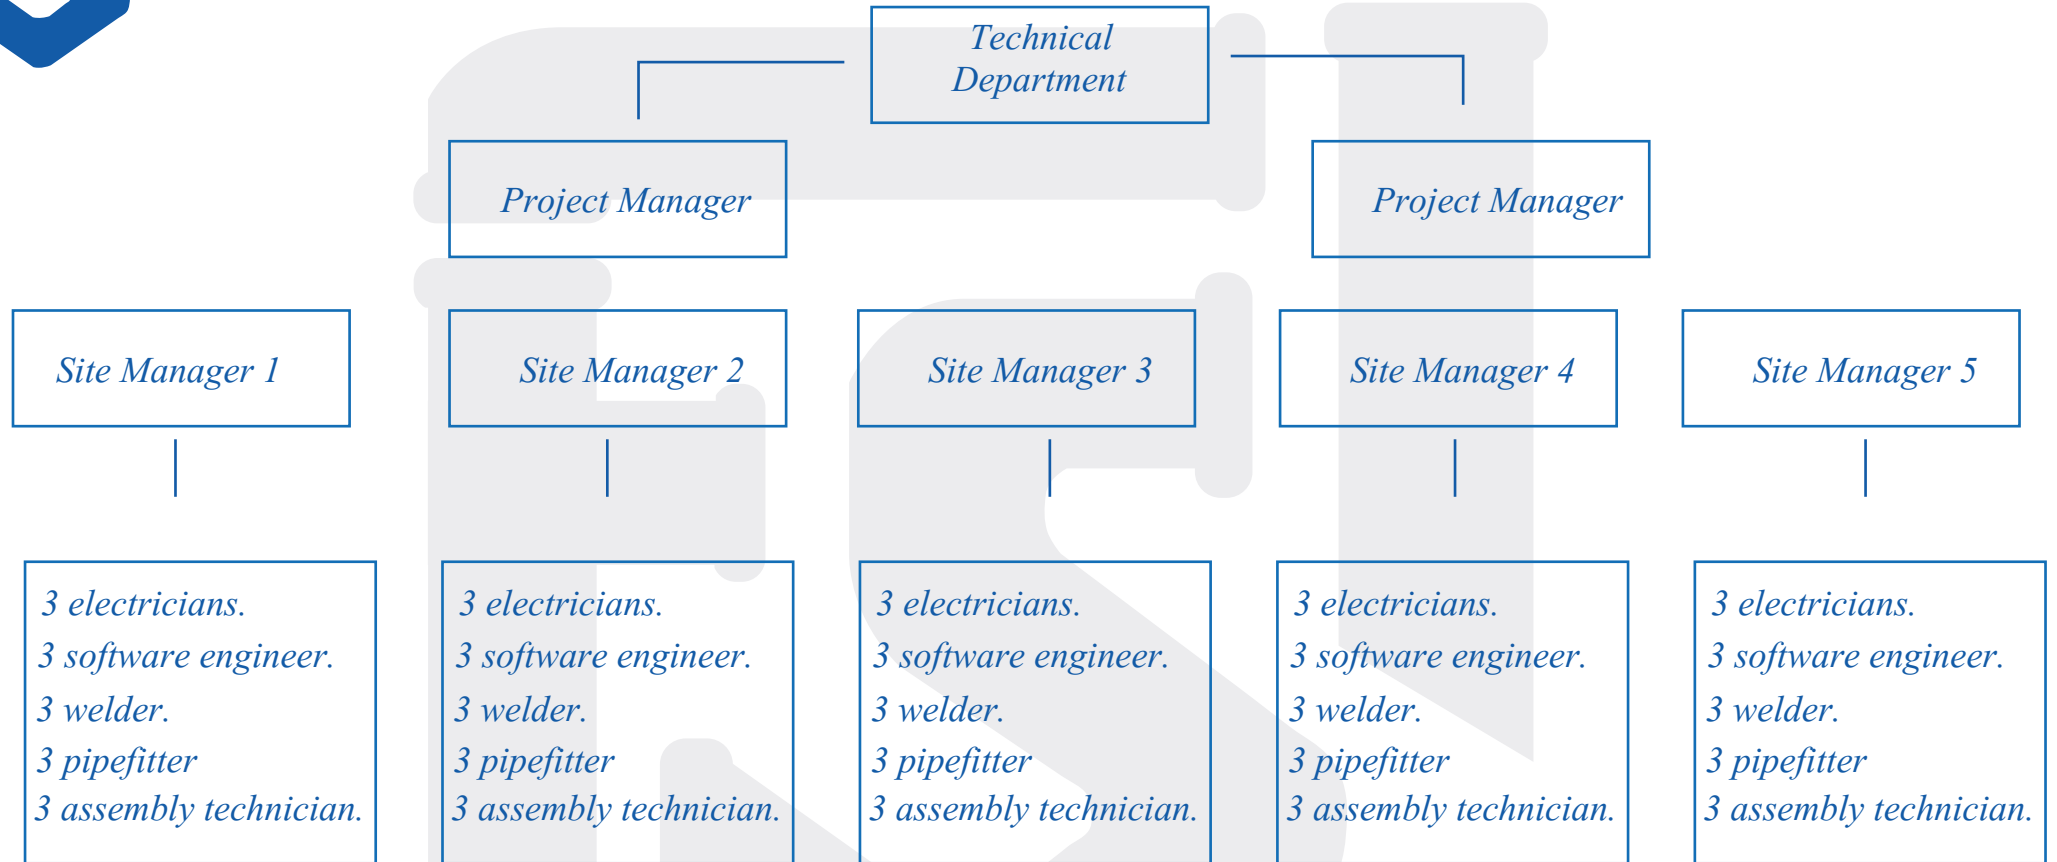 Technical
Department
Project Manager
Project Manager
Site Manager 1
Site Manager 2
Site Manager 3
Site Manager 4
Site Manager 5
3 electricians.
3 software engineer.
3 welder.
3 pipefitter
3 assembly technician.
3 electricians.
3 software engineer.
3 welder.
3 pipefitter
3 assembly technician.
3 electricians.
3 software engineer.
3 welder.
3 pipefitter
3 assembly technician.
3 electricians.
3 software engineer.
3 welder.
3 pipefitter
3 assembly technician.
3 electricians.
3 software engineer.
3 welder.
3 pipefitter
3 assembly technician.